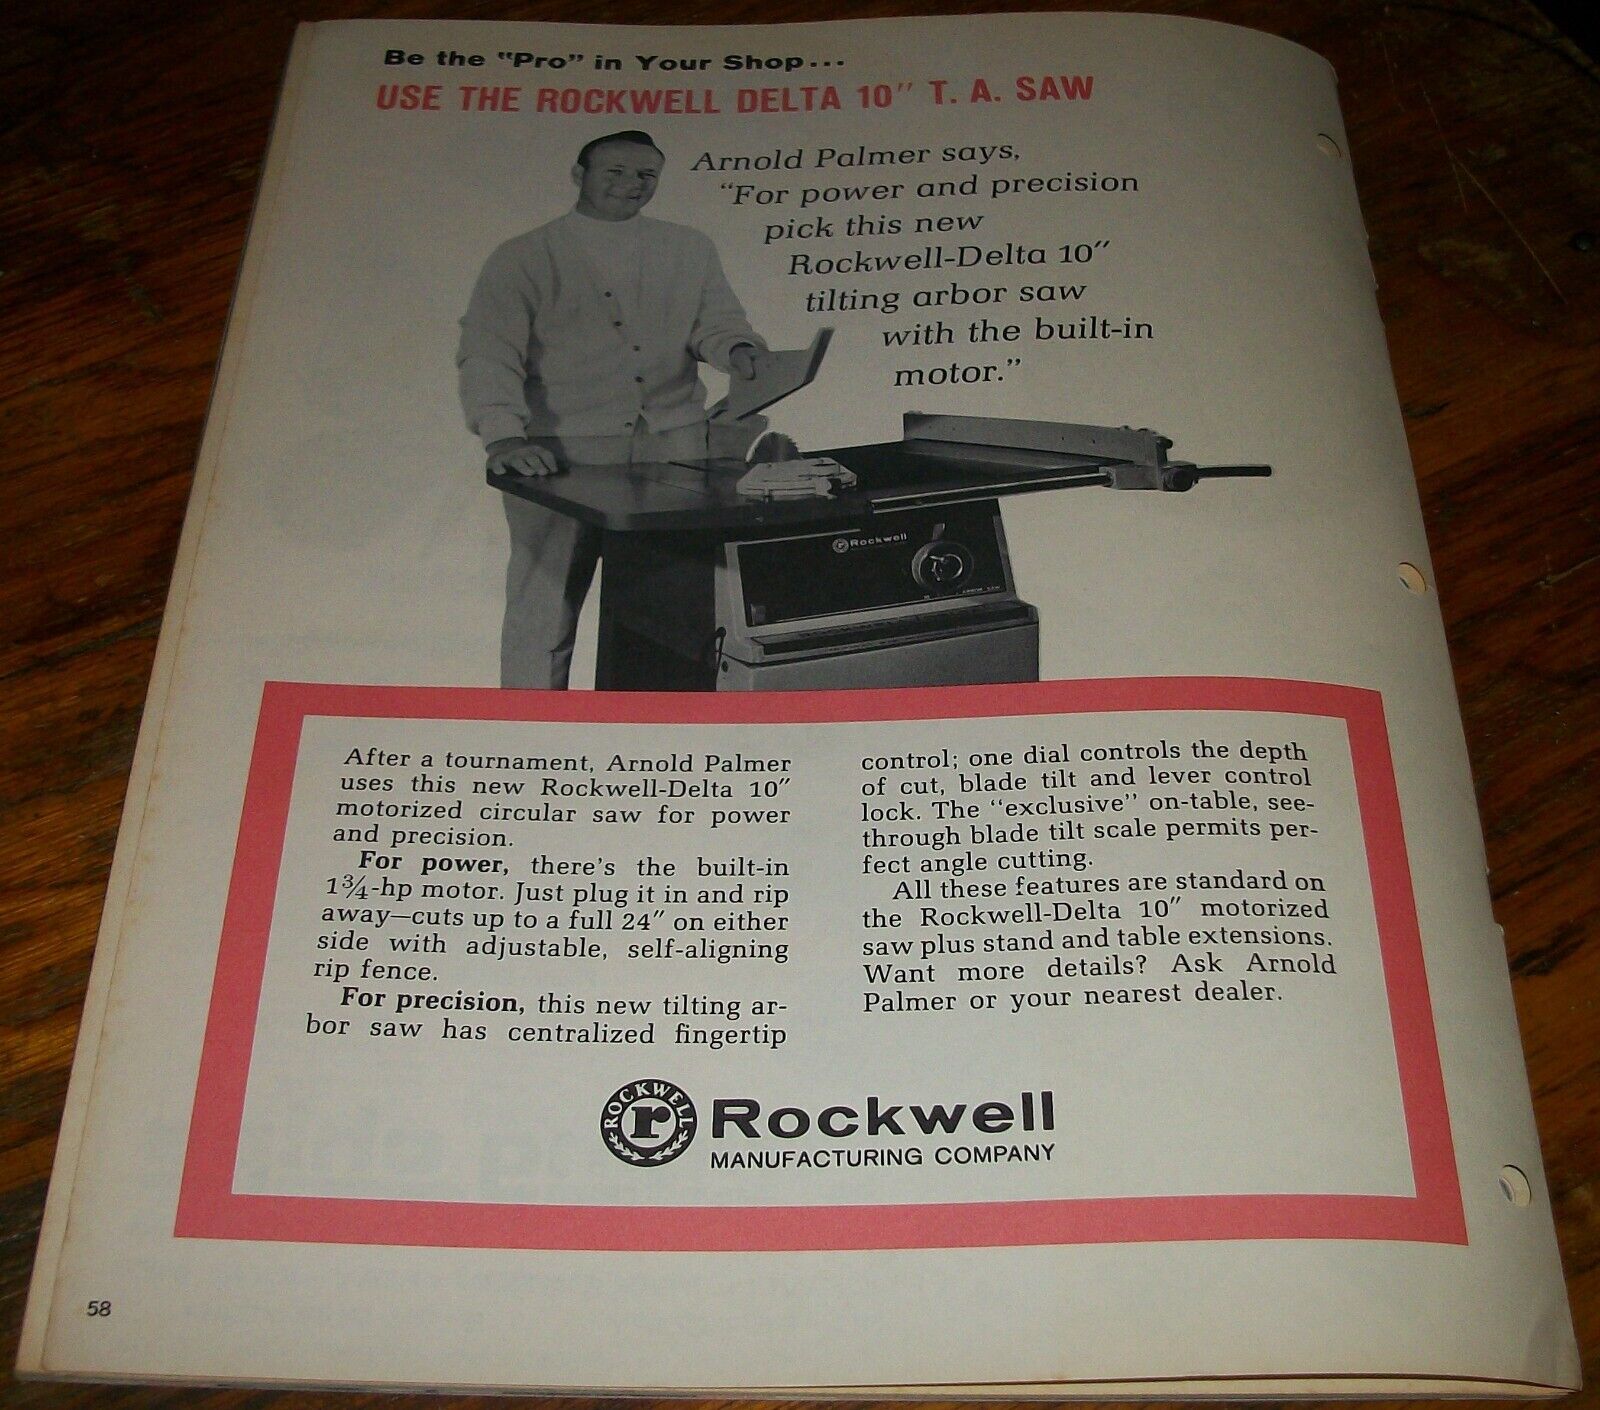 Be the "Pro" in Your Shop...
USE THE ROCKWELL DELTA 10" T. A. SAW
Arnold Palmer says,
"For power and precision
pick this new
Rockwell-Delta 10"
tilting arbor saw
with the built-in
motor."
Rockwell
After a tournament, Arnold Palmer
uses this new Rockwell-Delta 10"
motorized circular saw for power
and precision.
For power, there's the built-in
1¾-hp motor. Just plug it in and rip
away—cuts up to a full 24" on either
side with adjustable, self-aligning
rip fence.
For precision, this new tilting ar-
bor saw has centralized fingertip
control; one dial controls the depth
of cut, blade tilt and lever control
lock. The "exclusive" on-table, see-
through blade tilt scale permits per-
fect angle cutting.
All these features are standard on
the Rockwell-Delta 10" motorized
saw plus stand and table extensions.
Want more details? Ask Arnold
Palmer or your nearest dealer.
ROCKWELL
r
Rockwell
MANUFACTURING COMPANY
58